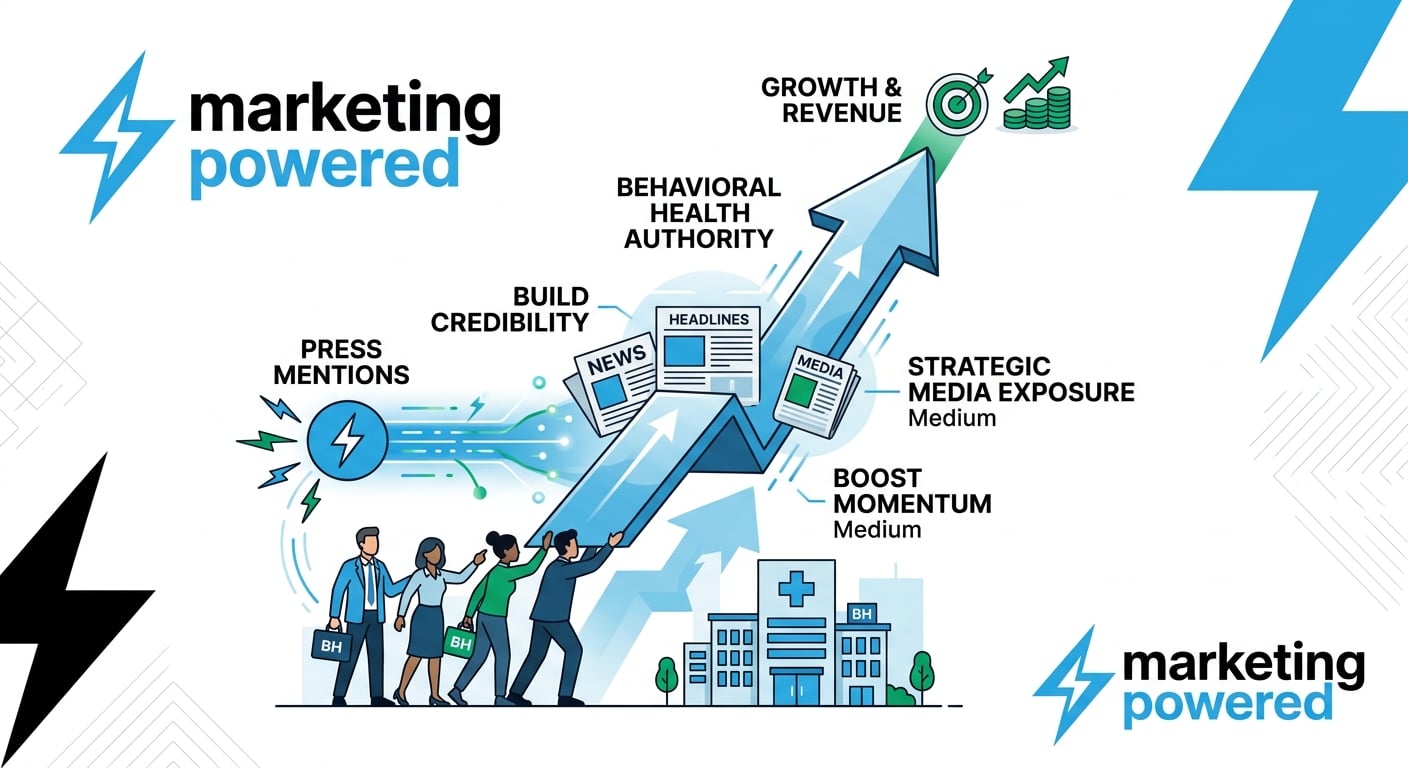 marketing
powered
GROWTH &
REVENUE
BEHAVIORAL
HEALTH
AUTHORITY
BUILD
CREDIBILITY
HEADLINES
NEWS
PRESS
MENTIONS
MEDIA
STRATEGIC
MEDIA EXPOSURE
Medium
BOOST
MOMENTUM
Medium
BH
BH
BH
marketing
powered